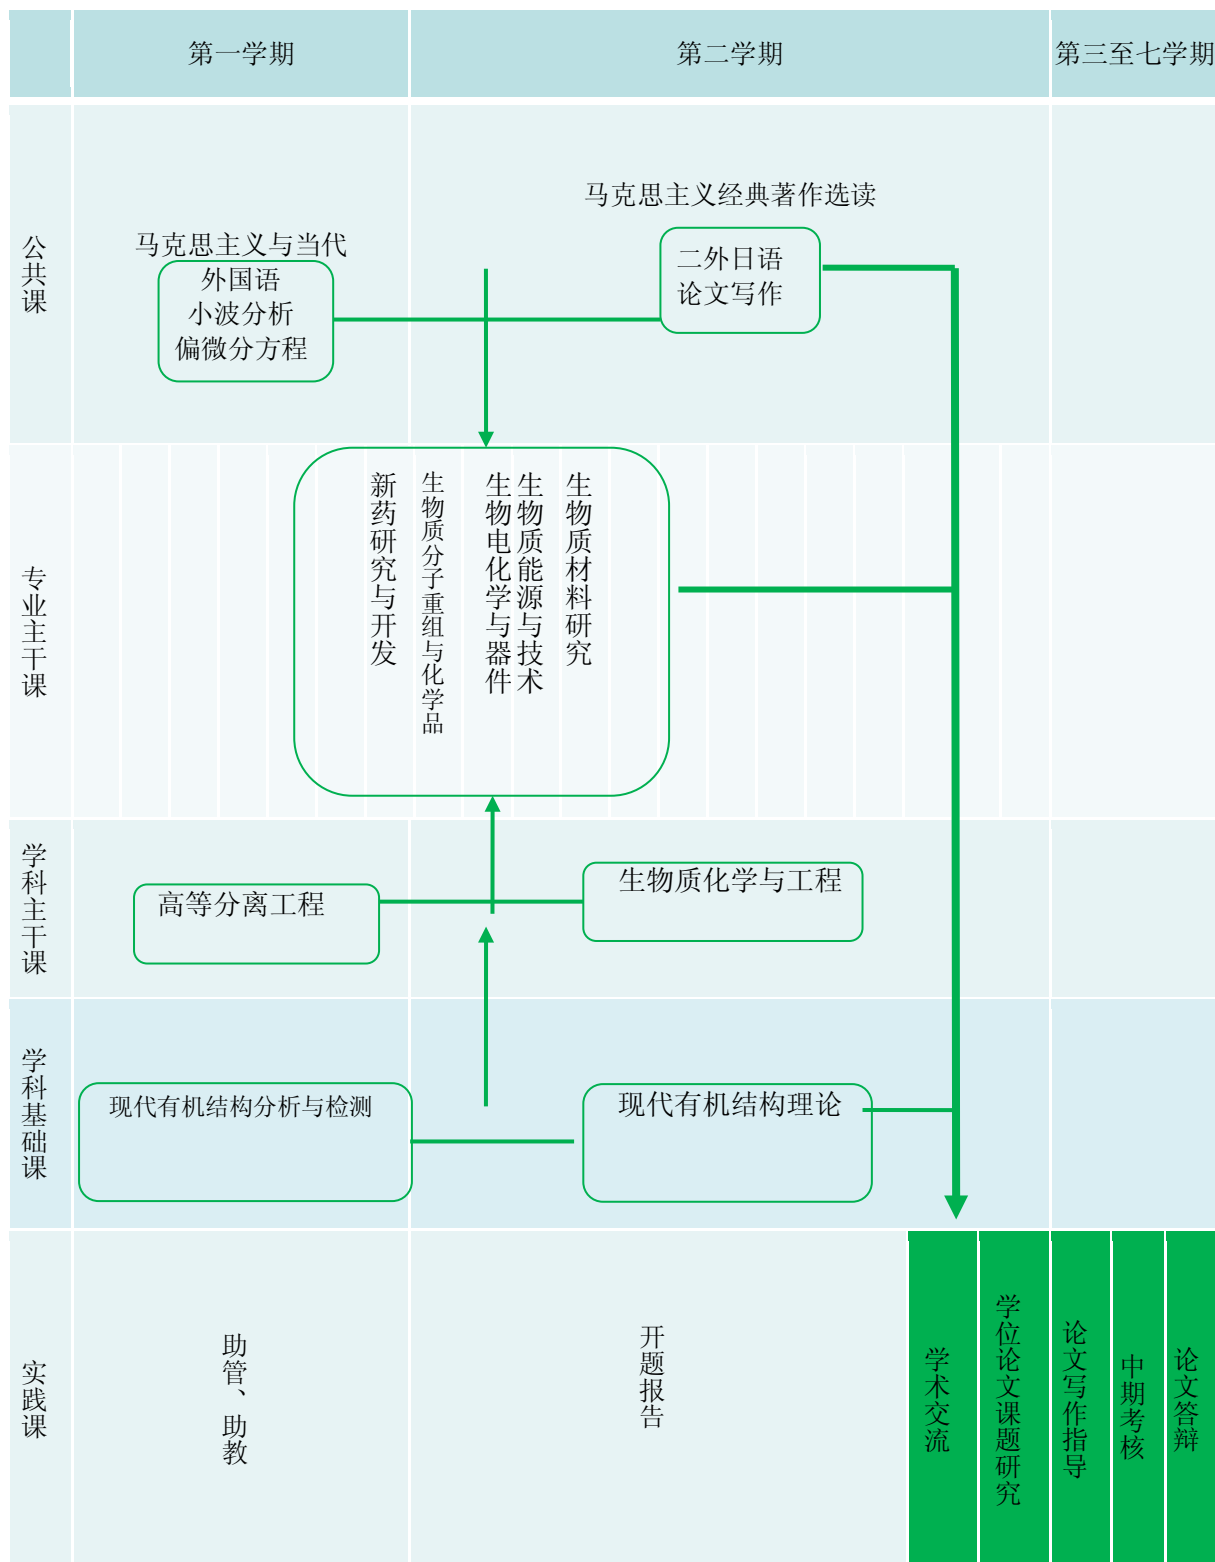 第一学期
第二学期
第三至七学期
公共课
马克思主义与当代
外国语
小波分析
偏微分方程
马克思主义经典著作选读
二外日语
论文写作
专业主干课
新药研究与开发
生物质分子重组与化学品
生物电化学与器件
生物质能源与技术
生物质材料研究
学科主干课
高等分离工程
生物质化学与工程
学科基础课
现代有机结构分析与检测
现代有机结构理论
实践课
助管、助教
开题报告
学术交流
学位论文课题研究
论文写作指导
中期考核
论文答辩